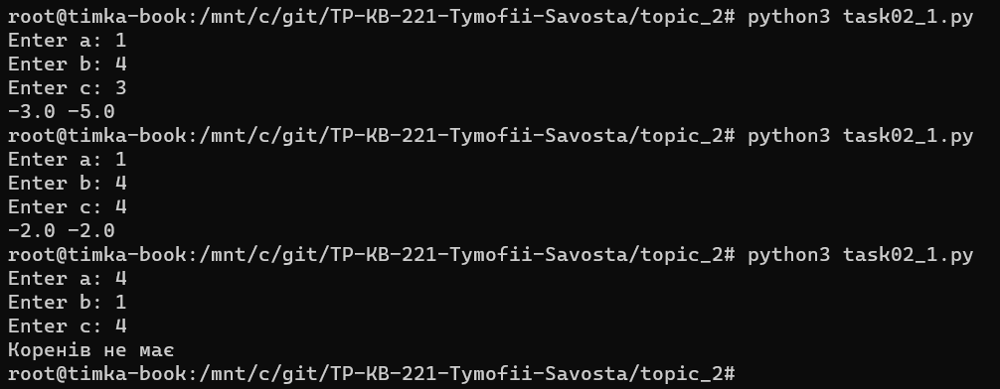 root@timka-book:/mnt/c/git/TP-KB-221-Tymofii-Savosta/topic_2# python3 task02_1.py
Enter a: 1
Enter b: 4
Enter c: 3
-3.0 -5.0
root@timka-book:/mnt/c/git/TP-KB-221-Tymofii-Savosta/topic_2# python3 task02_1.py
Enter a: 1
Enter b: 4
Enter c: 4
-2.0 -2.0
root@timka-book:/mnt/c/git/TP-KB-221-Tymofii-Savosta/topic_2# python3 task02_1.py
Enter a: 4
Enter b: 1
Enter c: 4
Коренів не має
root@timka-book:/mnt/c/git/TP-KB-221-Tymofii-Savosta/topic_2#